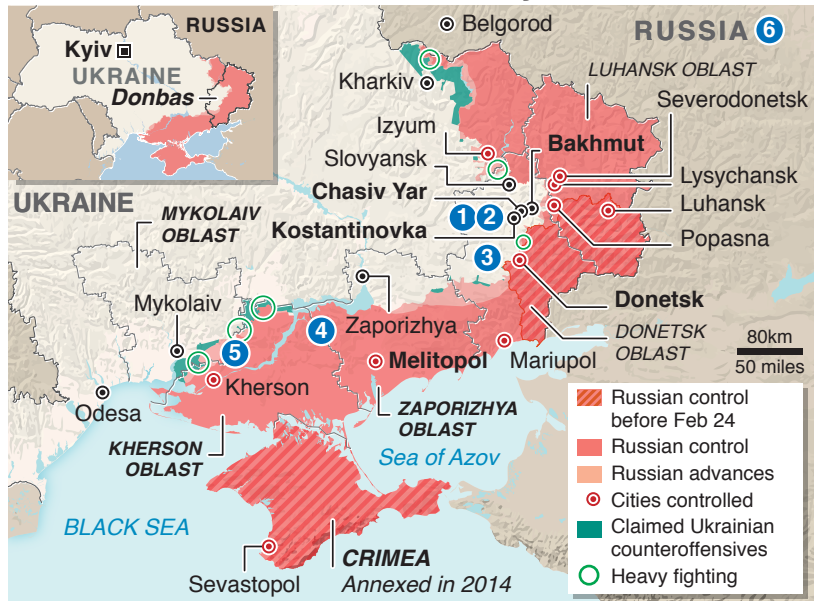 RUSSIA
Kyiv
UKRAINE
Donbas
Belgorod
RUSSIA 6
LUHANSK OBLAST
Kharkiv
Severodonetsk
Izyum
Bakhmut
Slovyansk
Lysychansk
Chasiv Yar
Luhansk
UKRAINE
1 2
Kostantinovka
Popasna
MYKOLAIV
OBLAST
3
Donetsk
Mykolaiv
4
Zaporizhya
DONETSK
OBLAST
80km
50 miles
5
Melitopol
Mariupol
Kherson
Odesa
ZAPORIZHYA
OBLAST
KHERSON
OBLAST
Sea of Azov
BLACK SEA
CRIMEA
Annexed in 2014
Sevastopol
Russian control
before Feb 24
Russian control
Russian advances
Cities controlled
Claimed Ukrainian
counteroffensives
Heavy fighting